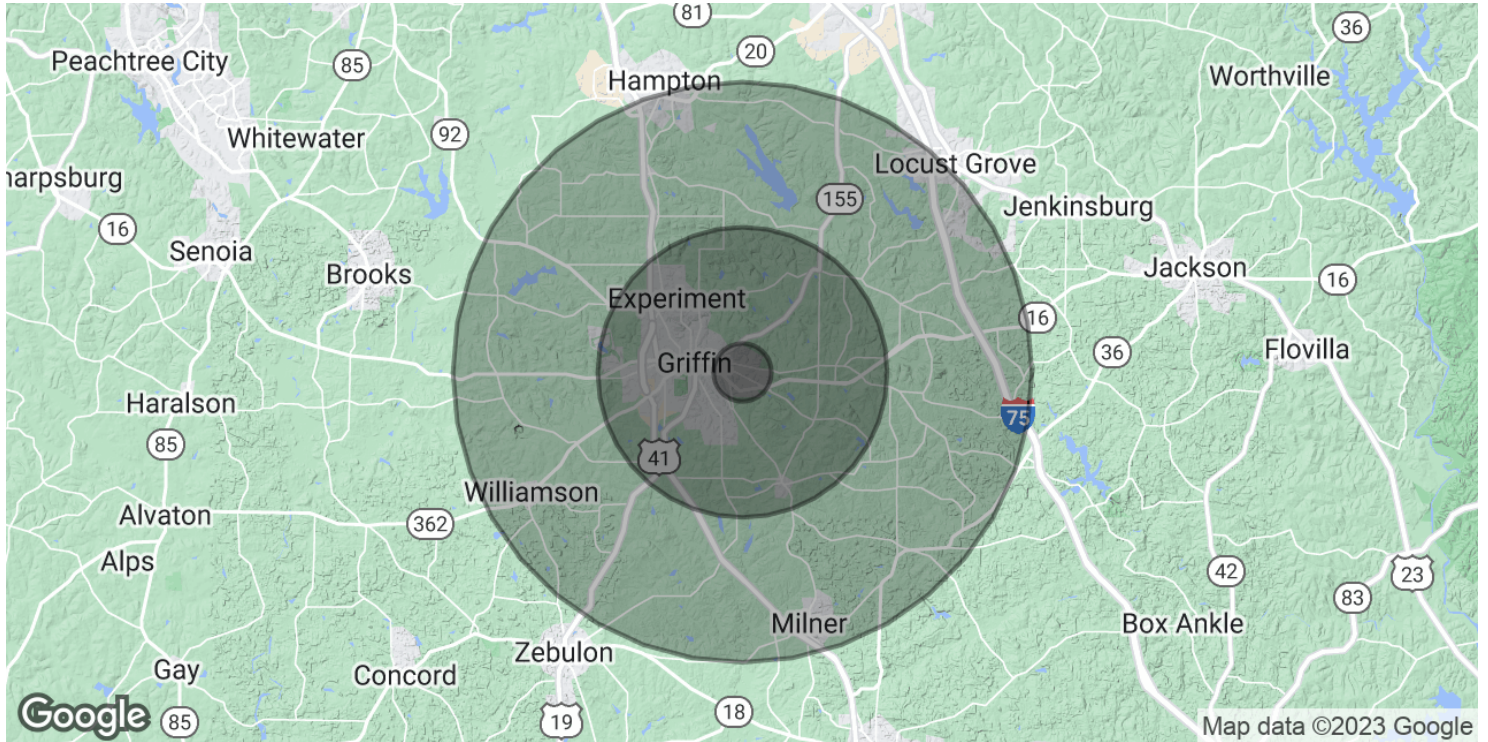 81
36
20
Peachtree City
85
Hampton
Worthville
92
Whitewater
Locust Grove
harpsburg
155
Jenkinsburg
16
Senoia
Brooks
Jackson
16
Experiment
16
36
Flovilla
Griffin
Haralson
75
85
41
Williamson
Alvaton
362
Alps
42
23
83
Milner
Box Ankle
Zebulon
Gay
Concord
Google
85
19
18
Map data ©2023 Google